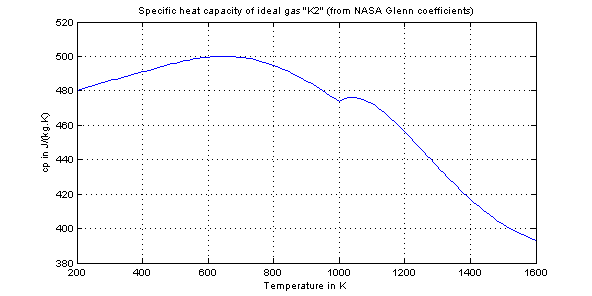 Specific heat capacity of ideal gas "K2" (from NASA Glenn coefficients)
520
500
480
460
440
420
400
380
cp in J/(kg.K)
200 400 600 800 1000 1200 1400 1600
Temperature in K